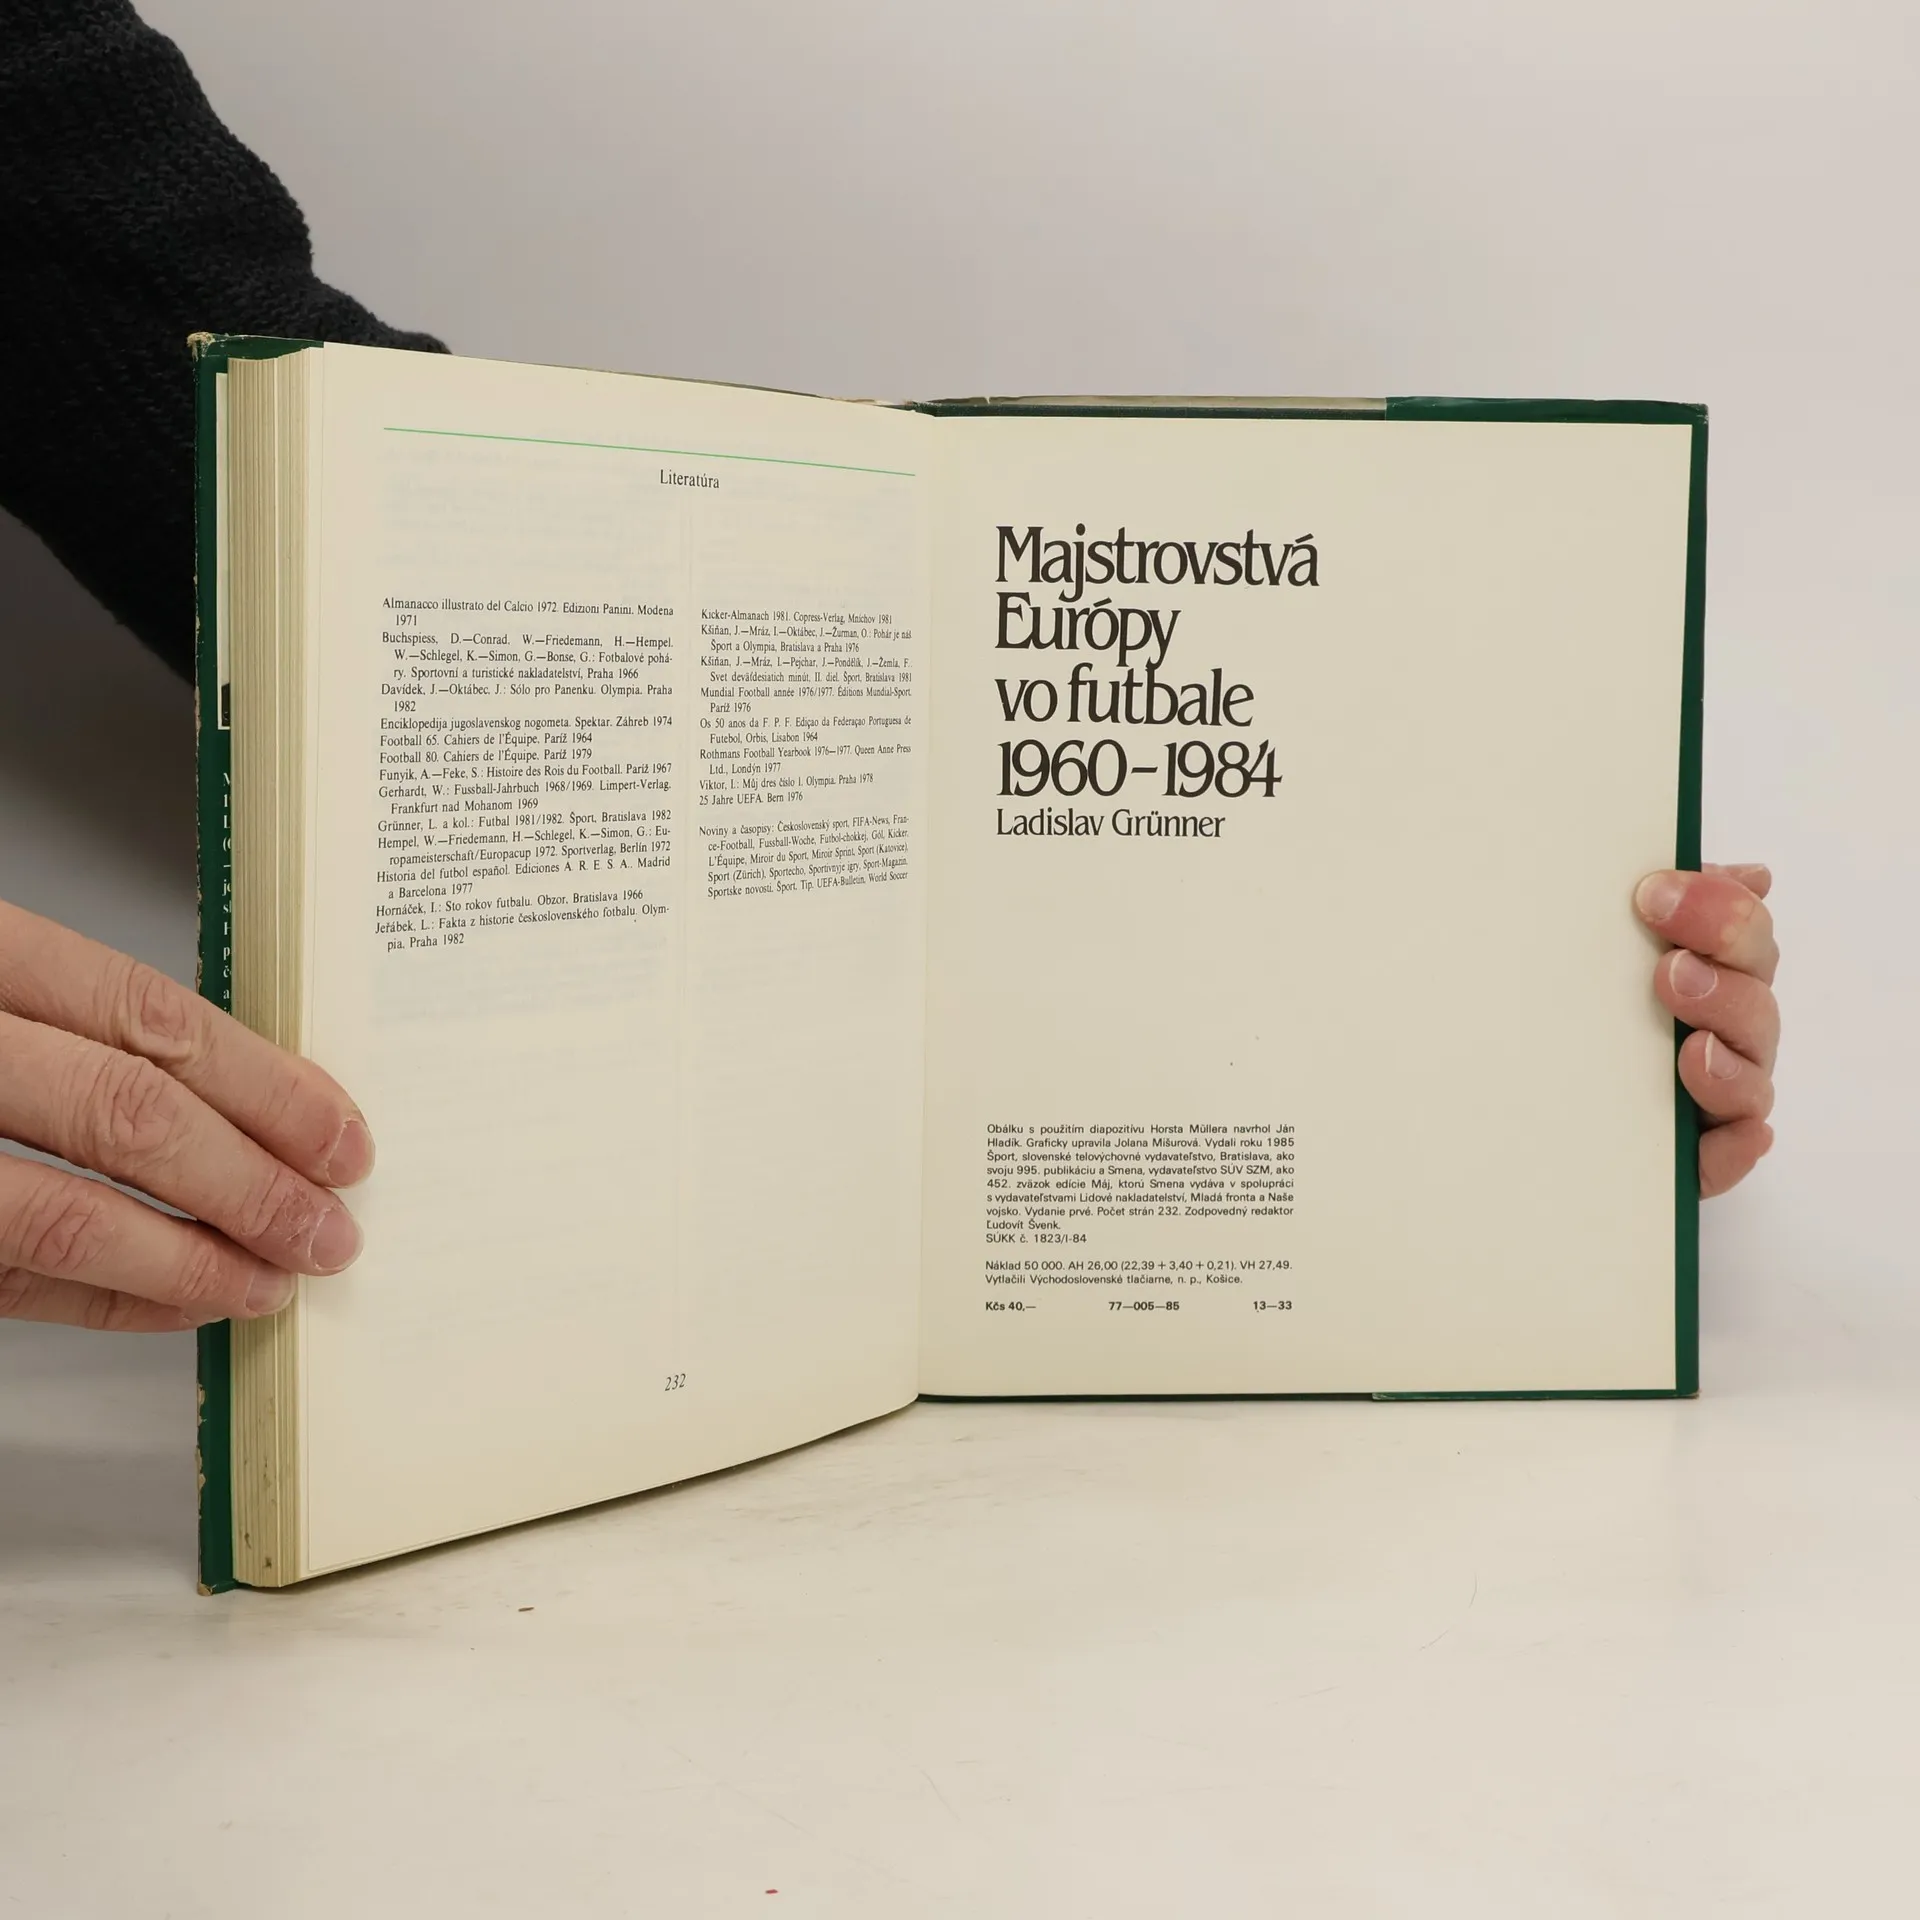 Literatúra
Almanacco illustrato del Calcio 1972. Edizioni Panini, Modena
1971
Buchspiess, D.—Conrad, W.—Friedemann, H.—Hempel.
W.—Schlegel, K.—Simon, G.—Bonse, G.: Fotbalové pohá-
ry. Sportovní a turistické nakladatelství, Praha 1966
Davídek, J.—Oktábec, J.: Sólo pro Panenku. Olympia. Praha
1982
Enciklopedija jugoslavenskog nogometa. Spektar. Záhreb 1974
Football 65. Cahiers de l'Équipe. Paríž 1964
Football 80. Cahiers de l'Équipe. Paríž 1979
Funyik, A.—Feke, S.: Histoire des Rois du Football. Paríž 1967
Gerhardt, W.: Fussball-Jahrbuch 1968/1969. Limpert-Verlag.
Frankfurt nad Mohanom 1969
Grünner, L. a kol.: Futbal 1981/1982. Šport, Bratislava 1982
Hempel, W.—Friedemann, H.—Schlegel, K.—Simon, G.: Eu-
ropameisterschaft/Europacup 1972. Sportverlag, Berlín 1972
Historia del futbol español. Ediciones A. R. E. S. A.. Madrid
a Barcelona 1977
Hornáček, I.: Sto rokov futbalu. Obzor, Bratislava 1966
Jeřábek, L.: Fakta z historie československého fotbalu. Olym-
pia, Praha 1982
Kicker-Almanach 1981. Copress-Verlag, Mníchov 1981
Kšiňan, J.—Mráz, I.—Oktábec, J.—Žurman, O.: Pohár je náš
Šport a Olympia, Bratislava a Praha 1976
Kšiňan, J.—Mráz, I.—Pejchar, J.—Pondělík, J.—Žemla, F..
Svet deväťdesiatich minút, II. diel. Šport, Bratislava 1981
Mundial Football année 1976/1977. Éditions Mundial-Sport,
Paríž 1976
Os 50 anos da F. P. F. Ediçao da Federaçao Portuguesa de
Futebol, Orbis, Lisabon 1964
Rothmans Football Yearbook 1976—1977. Queen Anne Press
Ltd., Londýn 1977
Viktor, I.: Můj dres číslo 1. Olympia. Praha 1978
25 Jahre UEFA. Bern 1976
Noviny a časopisy: Československý sport, FIFA-News, Fran-
ce-Football, Fussball-Woche, Futbol-chokkej, Gól, Kicker,
L'Équipe, Miroir du Sport, Miroir Sprint, Sport (Katovice),
Sport (Zürich), Sportecho, Sportivnyje igry, Sport-Magazin,
Sportske novosti, Šport, Tip, UEFA-Bulletin, World Soccer
232
Majstrovstvá
Európy
vo futbale
1960–1984
Ladislav Grünner
Obálku s použitím diapozitívu Horsta Müllera navrhol Ján
Hladík. Graficky upravila Jolana Mišurová. Vydali roku 1985
Šport, slovenské telovýchovné vydavateľstvo, Bratislava, ako
svoju 995. publikáciu a Smena, vydavateľstvo SÚV SZM, ako
452. zväzok edície Máj, ktorú Smena vydáva v spolupráci
s vydavateľstvami Lidové nakladatelství, Mladá fronta a Naše
vojsko. Vydanie prvé. Počet strán 232. Zodpovedný redaktor
Ľudovít Švenk.
SÚKK č. 1823/I-84
Náklad 50 000. AH 26,00 (22,39 + 3,40 + 0,21). VH 27,49.
Vytlačili Východoslovenské tlačiarne, n. p., Košice.
Kčs 40,— 77—005—85 13—33